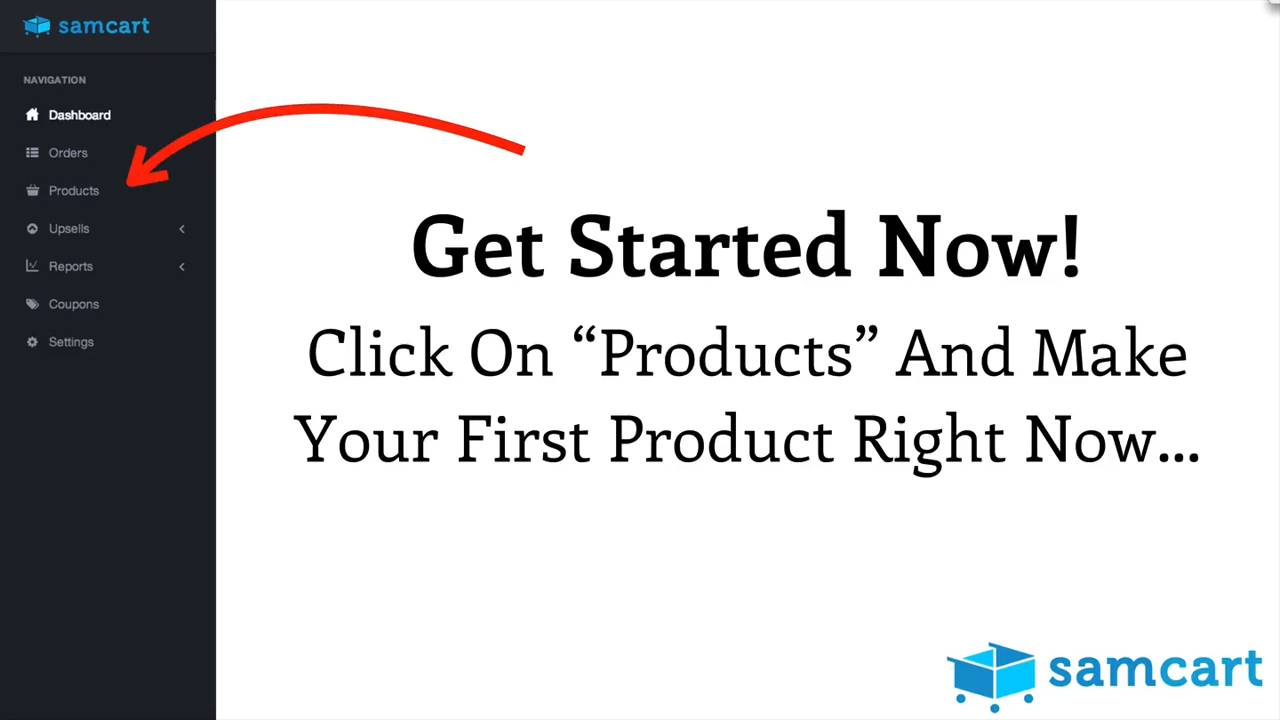 samcart
NAVIGATION
Dashboard
Orders
Products
Upsells
Reports
Coupons
Settings
Get Started Now!
Click On “Products” And Make
Your First Product Right Now...
samcart